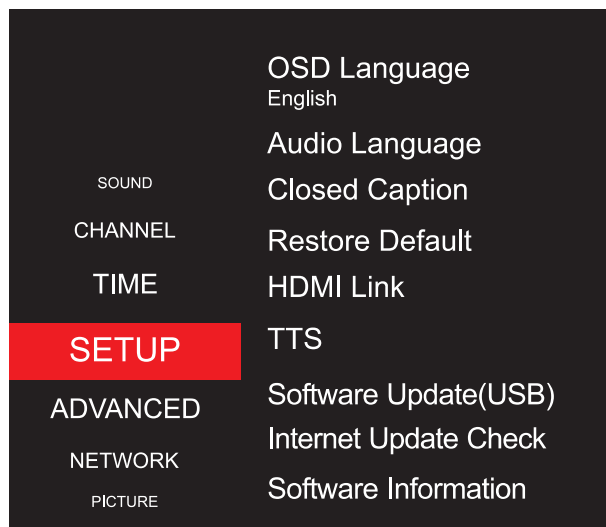 OSD Language
English
Audio Language
SOUND
Closed Caption
CHANNEL
Restore Default
TIME
HDMI Link
SETUP
TTS
ADVANCED
Software Update(USB)
Internet Update Check
NETWORK
Software Information
PICTURE